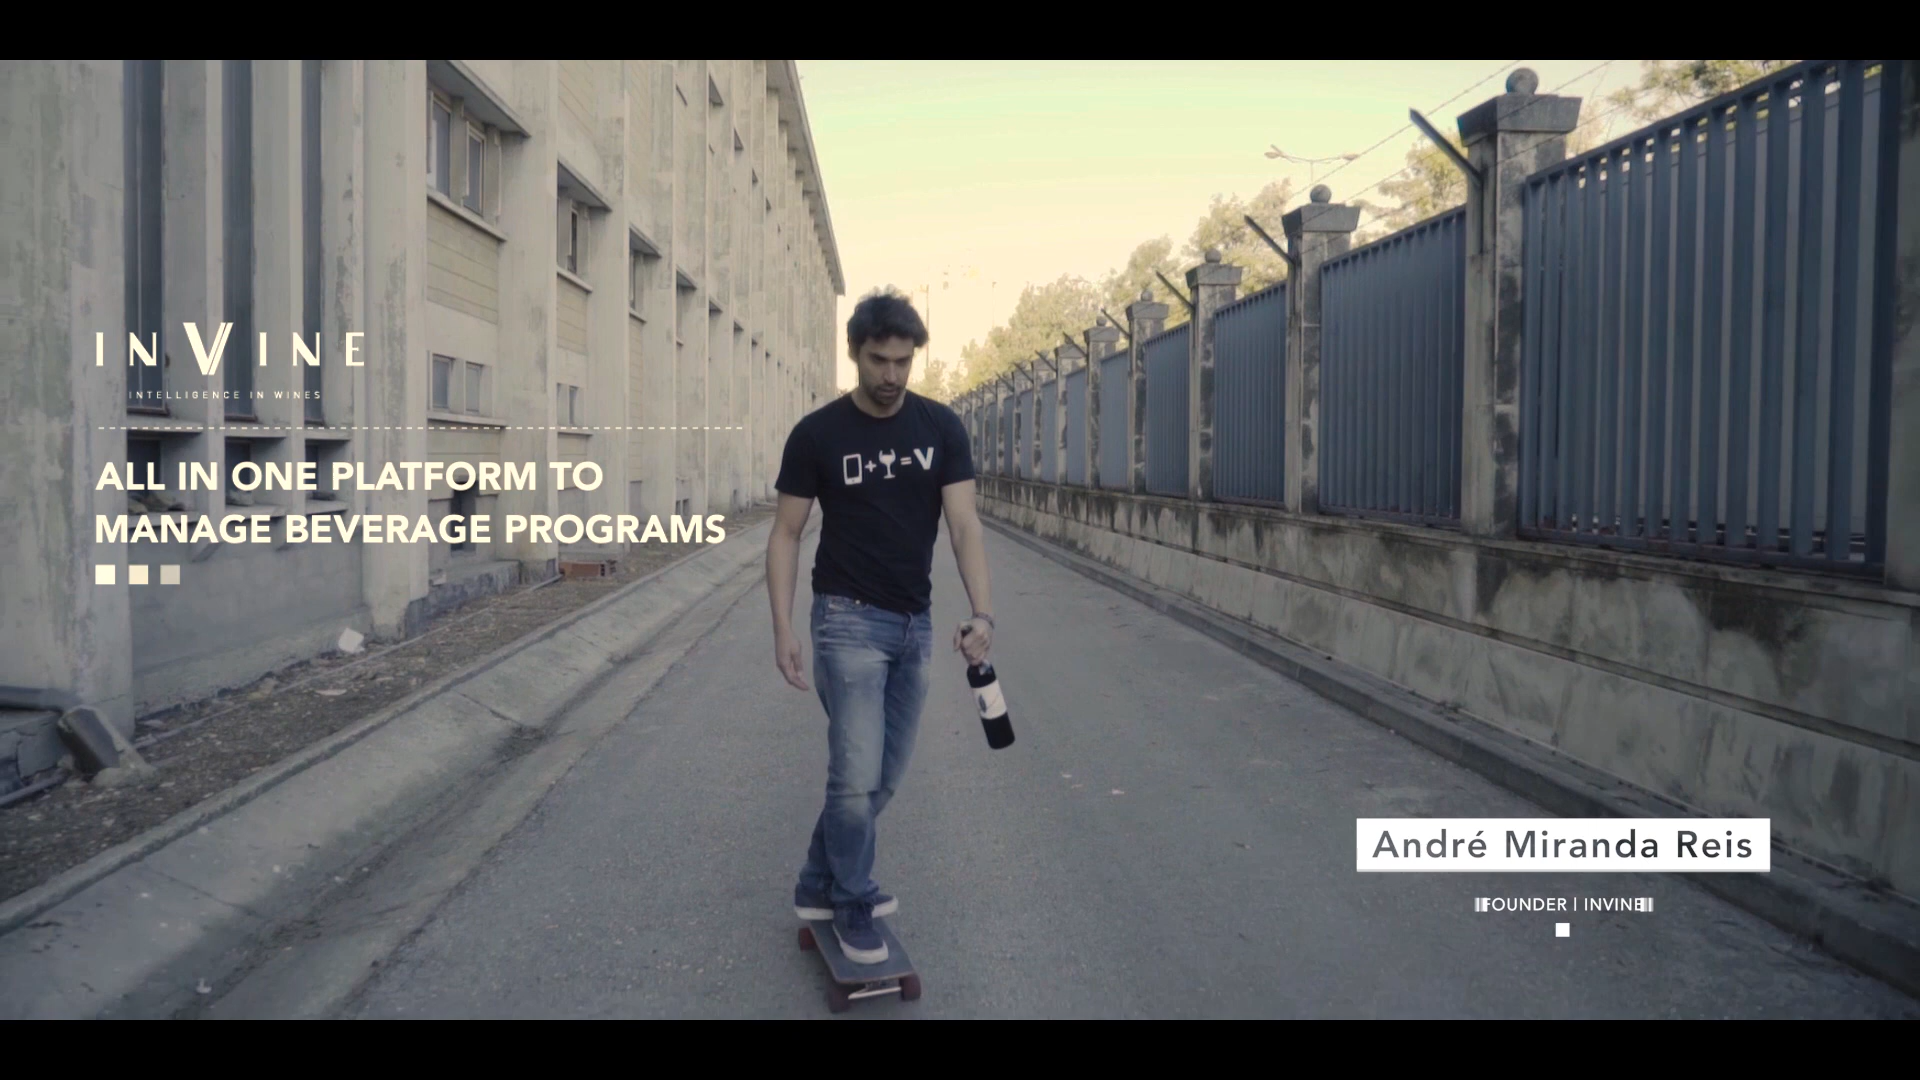 INVINE
INTELLIGENCE IN WINES
ALL IN ONE PLATFORM TO
MANAGE BEVERAGE PROGRAMS
+ = V
André Miranda Reis
FOUNDER | INVINE